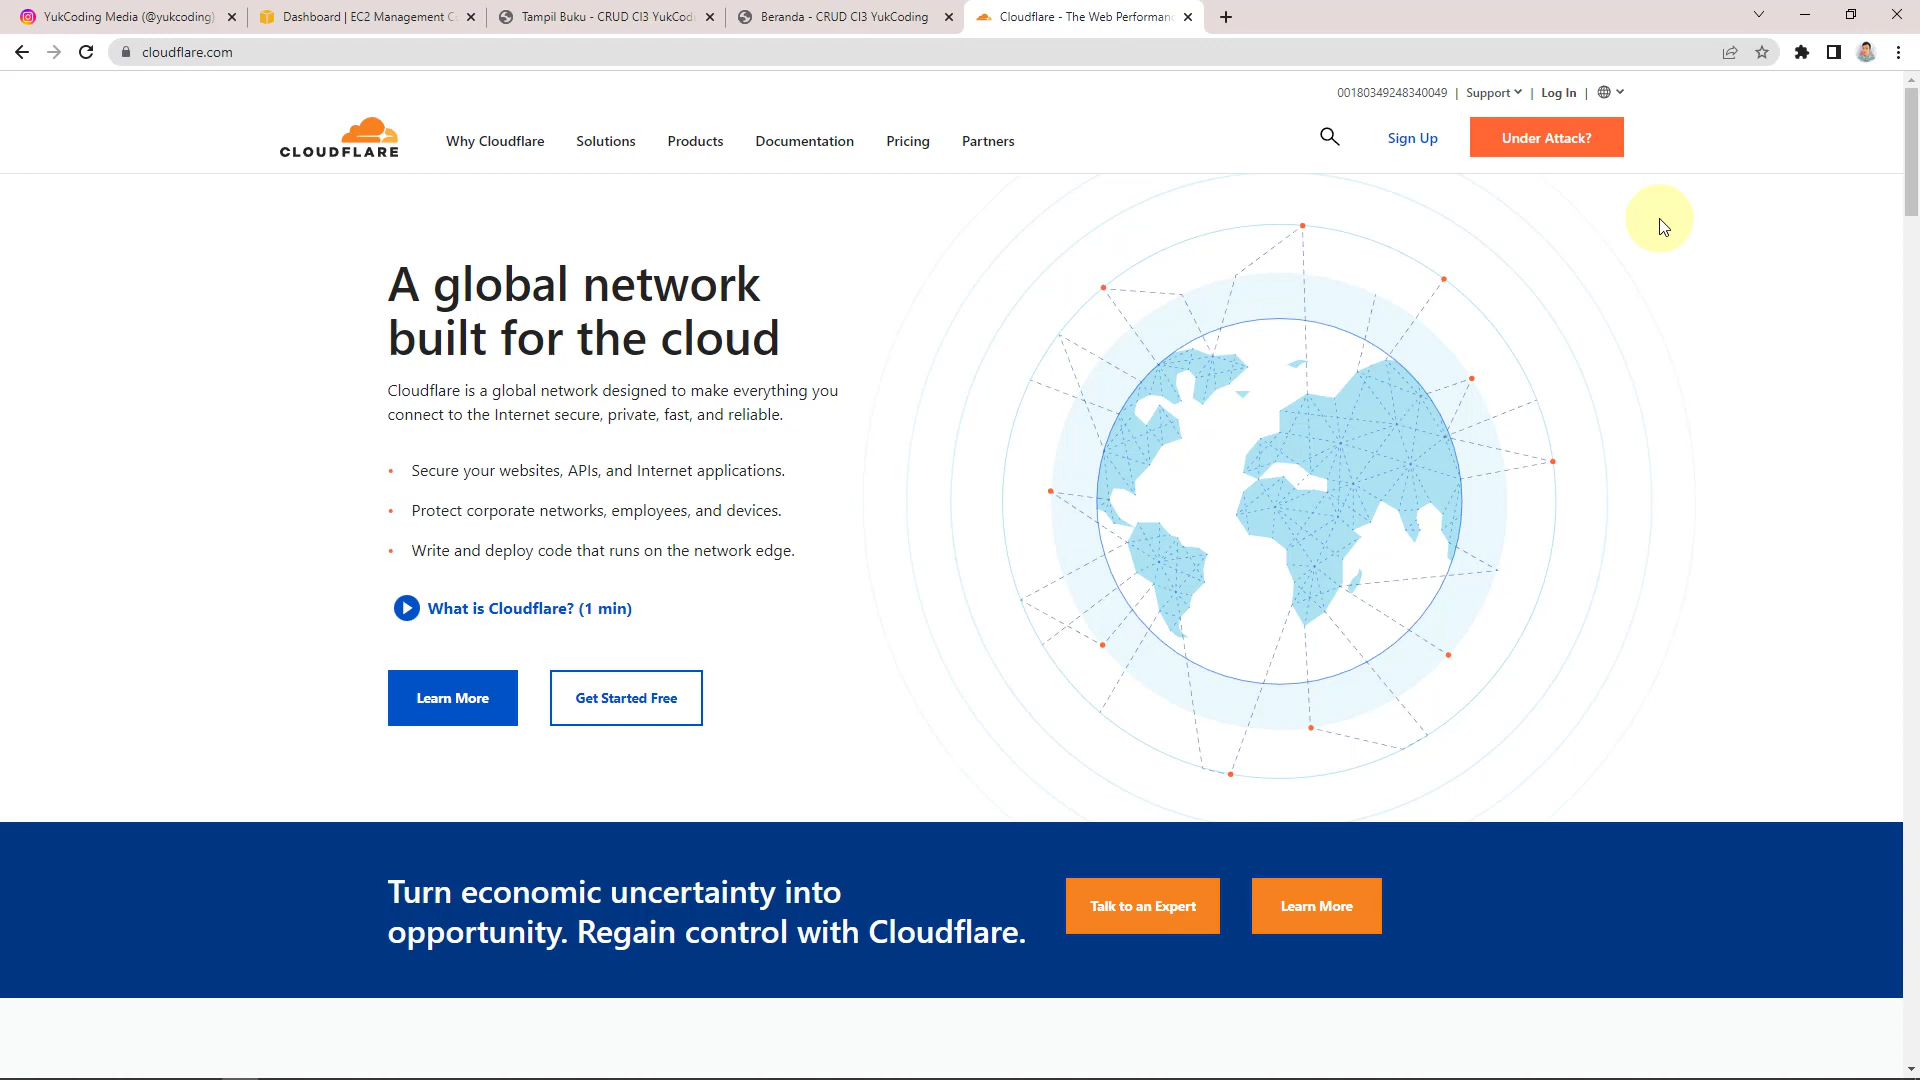 YukCoding Media (@yukcoding)
Dashboard | EC2 Management C
Tampil Buku - CRUD CI3 YukCodi
Beranda - CRUD CI3 YukCoding
Cloudflare - The Web Performan
cloudflare.com
00180349248340049 | Support | Log In |
CLOUDFLARE
Why Cloudflare
Solutions
Products
Documentation
Pricing
Partners
Sign Up
Under Attack?
A global network
built for the cloud
Cloudflare is a global network designed to make everything you
connect to the Internet secure, private, fast, and reliable.
• Secure your websites, APIs, and Internet applications.
• Protect corporate networks, employees, and devices.
• Write and deploy code that runs on the network edge.
What is Cloudflare? (1 min)
Learn More
Get Started Free
Turn economic uncertainty into
opportunity. Regain control with Cloudflare.
Talk to an Expert
Learn More